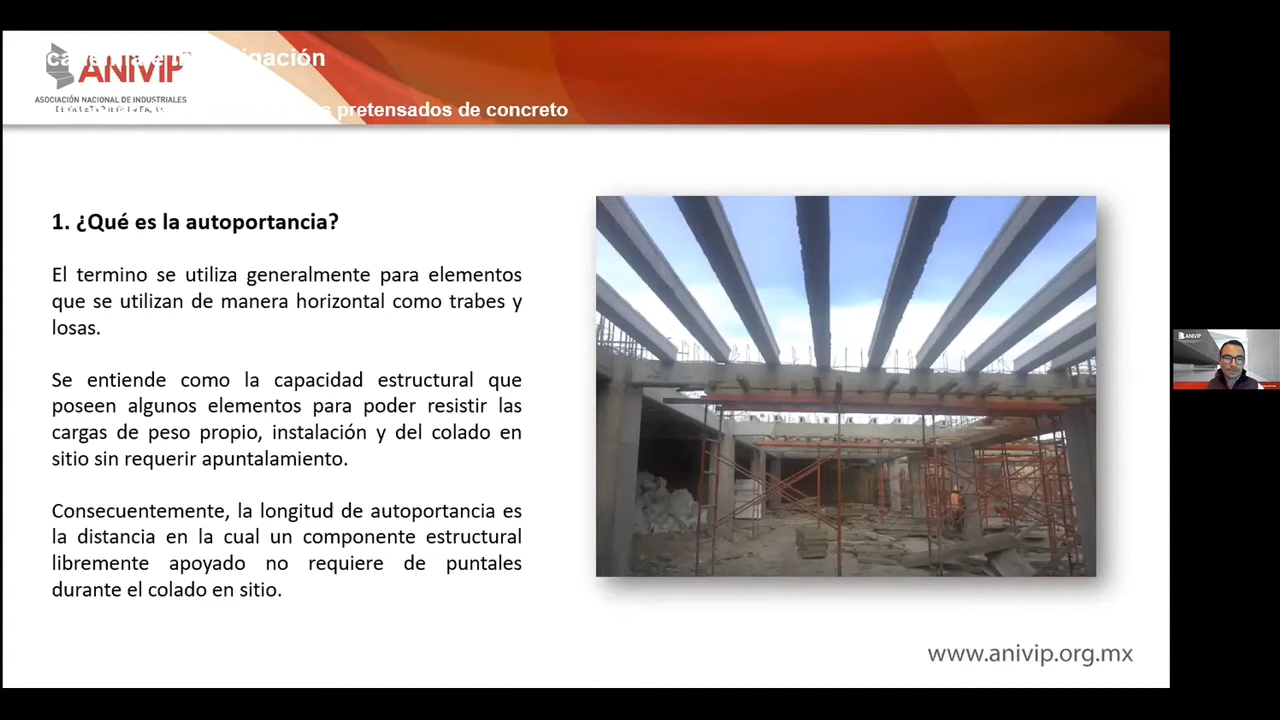 ANIVIP
ASOCIACIÓN NACIONAL DE INDUSTRIALES
pretensados de concreto
1. ¿Qué es la autoportancia?
El termino se utiliza generalmente para elementos
que se utilizan de manera horizontal como trabes y
losas.
Se entiende como la capacidad estructural que
poseen algunos elementos para poder resistir las
cargas de peso propio, instalación y del colado en
sitio sin requerir apuntalamiento.
Consecuentemente, la longitud de autoportancia es
la distancia en la cual un componente estructural
libremente apoyado no requiere de puntales
durante el colado en sitio.
www.anivip.org.mx
ANIVIP